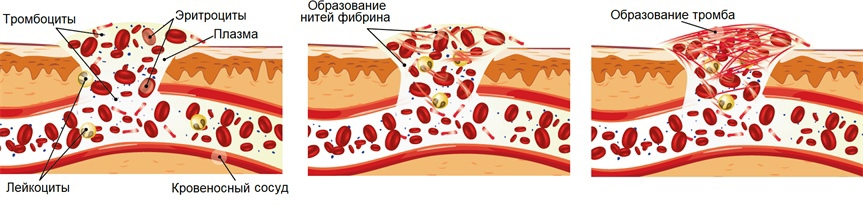 Тромбоциты
Эритроциты
Плазма
Лейкоциты
Кровеносный сосуд
Образование
нитей фибрина
Образование тромба